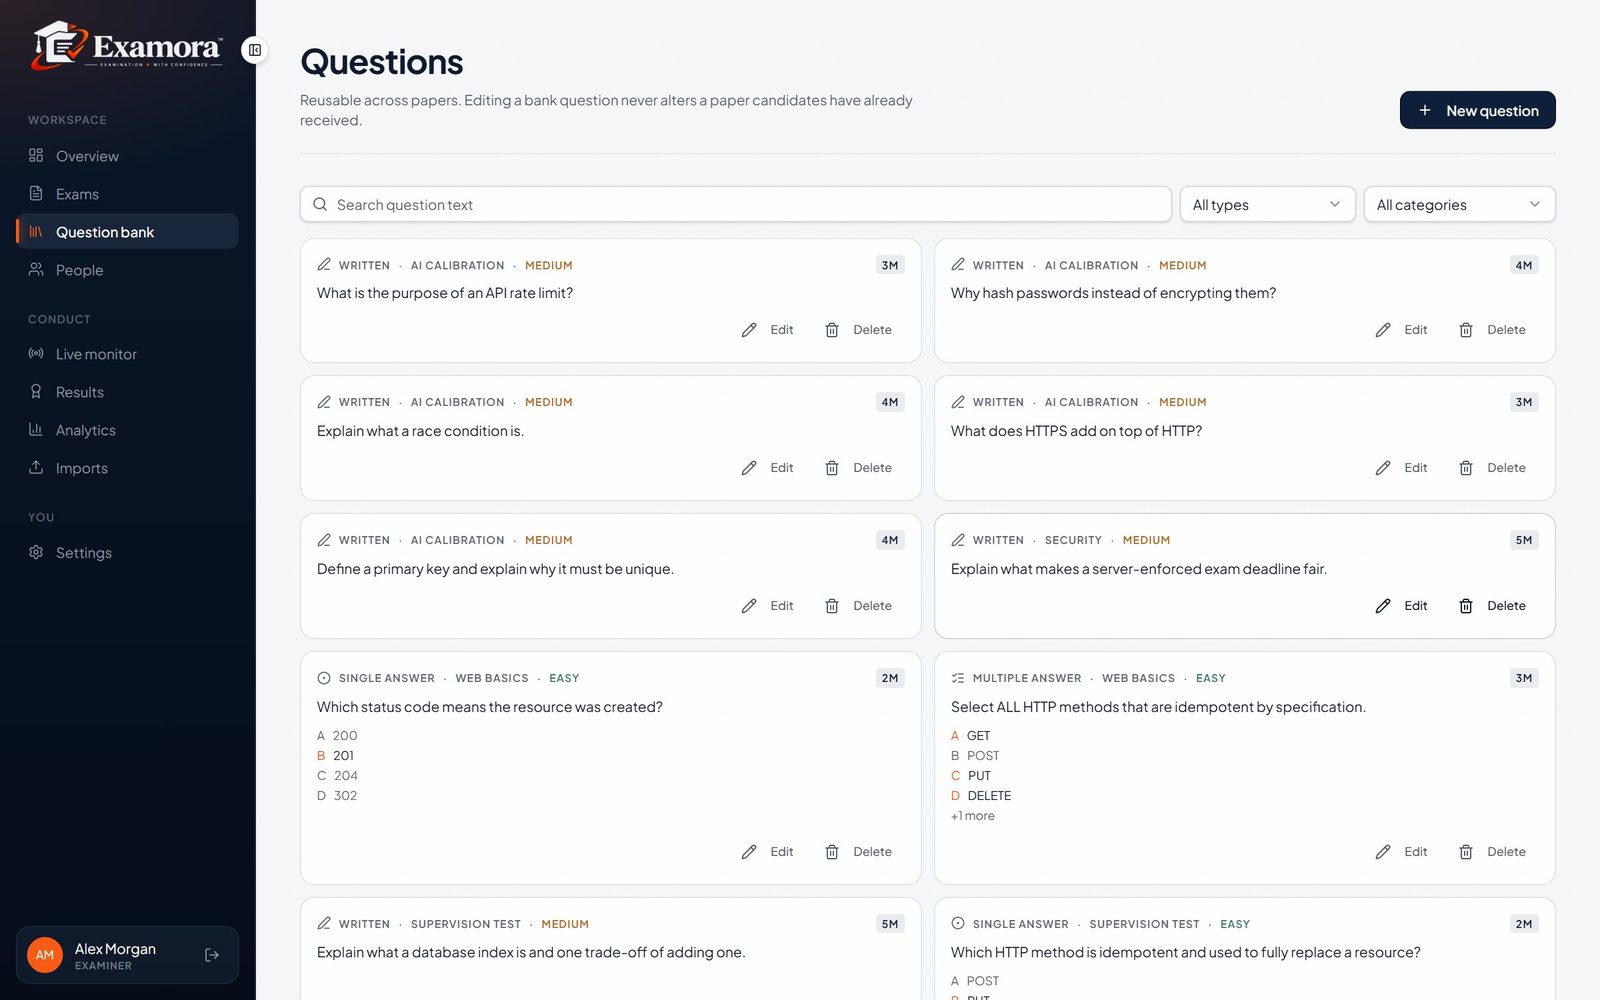 Examora™
EXAMINATION • WITH CONFIDENCE
WORKSPACE
Overview
Exams
Question bank
People
CONDUCT
Live monitor
Results
Analytics
Imports
YOU
Settings
AM
Alex Morgan
EXAMINER
Questions
Reusable across papers. Editing a bank question never alters a paper candidates have already
received.
+ New question
Search question text
All types
All categories
WRITTEN · AI CALIBRATION · MEDIUM 3M
What is the purpose of an API rate limit?
Edit Delete
WRITTEN · AI CALIBRATION · MEDIUM 4M
Why hash passwords instead of encrypting them?
Edit Delete
WRITTEN · AI CALIBRATION · MEDIUM 4M
Explain what a race condition is.
Edit Delete
WRITTEN · AI CALIBRATION · MEDIUM 3M
What does HTTPS add on top of HTTP?
Edit Delete
WRITTEN · AI CALIBRATION · MEDIUM 4M
Define a primary key and explain why it must be unique.
Edit Delete
WRITTEN · SECURITY · MEDIUM 5M
Explain what makes a server-enforced exam deadline fair.
Edit Delete
SINGLE ANSWER · WEB BASICS · EASY 2M
Which status code means the resource was created?
A 200
B 201
C 204
D 302
Edit Delete
MULTIPLE ANSWER · WEB BASICS · EASY 3M
Select ALL HTTP methods that are idempotent by specification.
A GET
B POST
C PUT
D DELETE
+1 more
Edit Delete
WRITTEN · SUPERVISION TEST · MEDIUM 5M
Explain what a database index is and one trade-off of adding one.
SINGLE ANSWER · SUPERVISION TEST · EASY 2M
Which HTTP method is idempotent and used to fully replace a resource?
A POST
B PUT